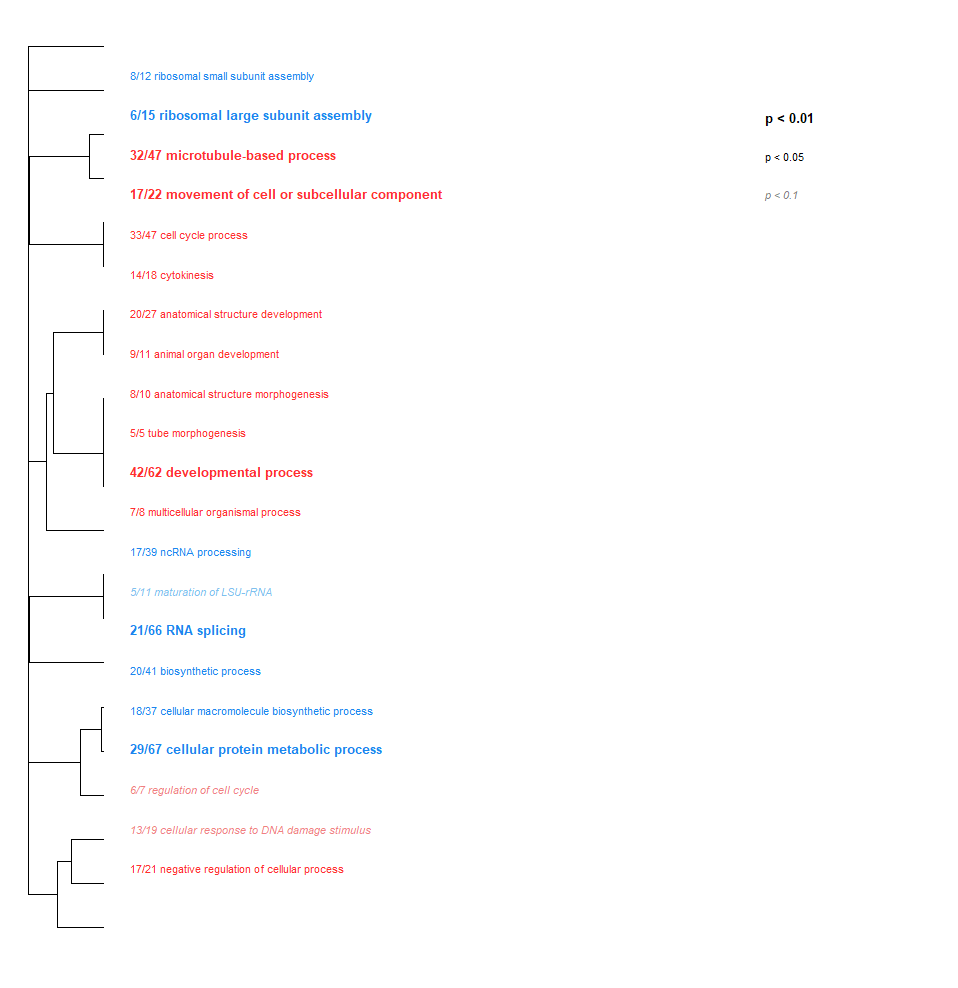 8/12 ribosomal small subunit assembly
6/15 ribosomal large subunit assembly
p < 0.01
32/47 microtubule-based process
p < 0.05
17/22 movement of cell or subcellular component
p < 0.1
33/47 cell cycle process
14/18 cytokinesis
20/27 anatomical structure development
9/11 animal organ development
8/10 anatomical structure morphogenesis
5/5 tube morphogenesis
42/62 developmental process
7/8 multicellular organismal process
17/39 ncRNA processing
5/11 maturation of LSU-rRNA
21/66 RNA splicing
20/41 biosynthetic process
18/37 cellular macromolecule biosynthetic process
29/67 cellular protein metabolic process
6/7 regulation of cell cycle
13/19 cellular response to DNA damage stimulus
17/21 negative regulation of cellular process